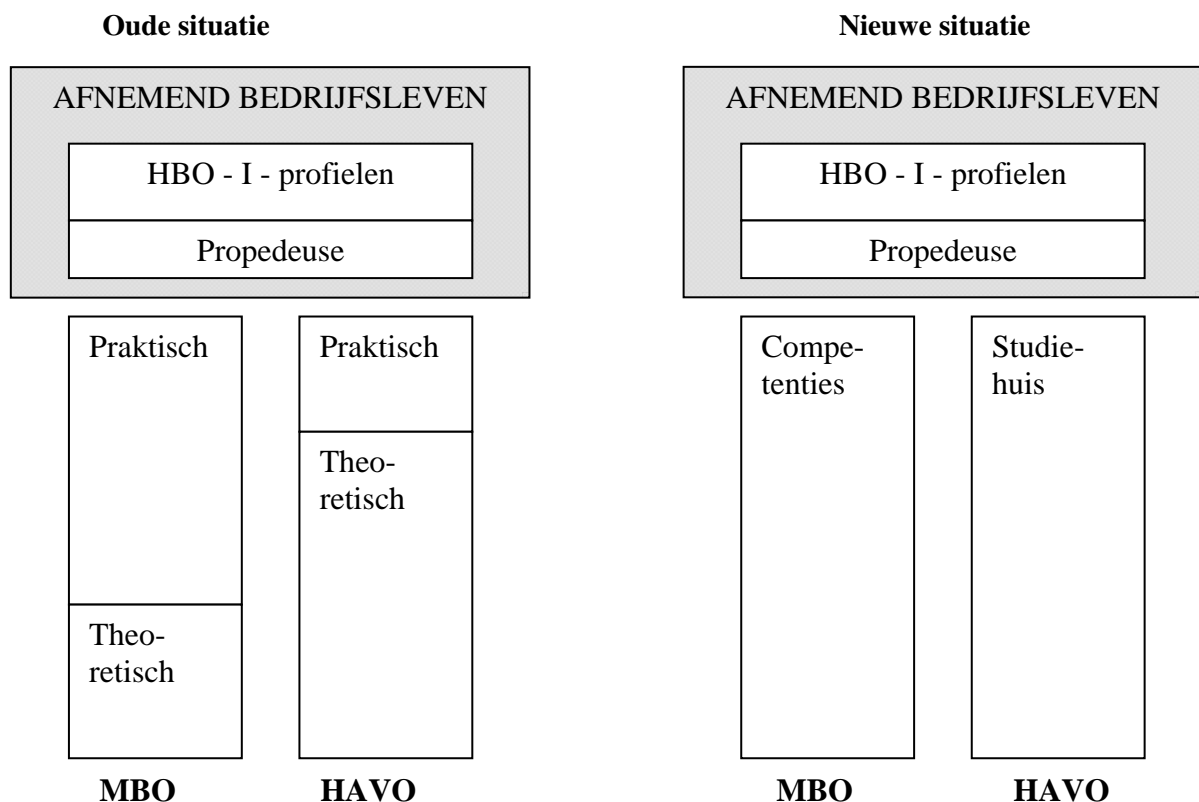 Oude situatie
AFNEMEND BEDRIJFSLEVEN
HBO - I - profielen
Propedeuse
Praktisch
Theo-
retisch
Praktisch
Theo-
retisch
MBO
HAVO
Nieuwe situatie
AFNEMEND BEDRIJFSLEVEN
HBO - I - profielen
Propedeuse
Compe-
tenties
Studie-
huis
MBO
HAVO